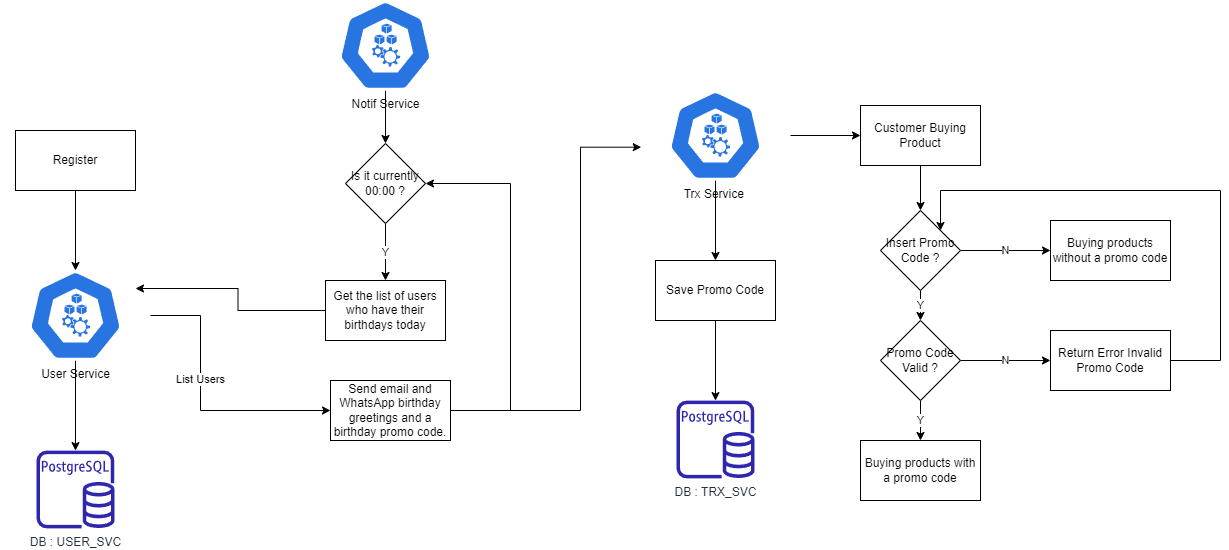 Notif Service
Is it currently
00:00 ?
Y
Get the list of users
who have their
birthdays today
Register
User Service
PostgreSQL
DB : USER_SVC
List Users
Send email and
WhatsApp birthday
greetings and a
birthday promo code.
Trx Service
Save Promo Code
PostgreSQL
DB : TRX_SVC
Customer Buying
Product
Insert Promo
Code ?
N
Buying products
without a promo code
Y
Promo Code
Valid ?
N
Return Error Invalid
Promo Code
Y
Buying products with
a promo code